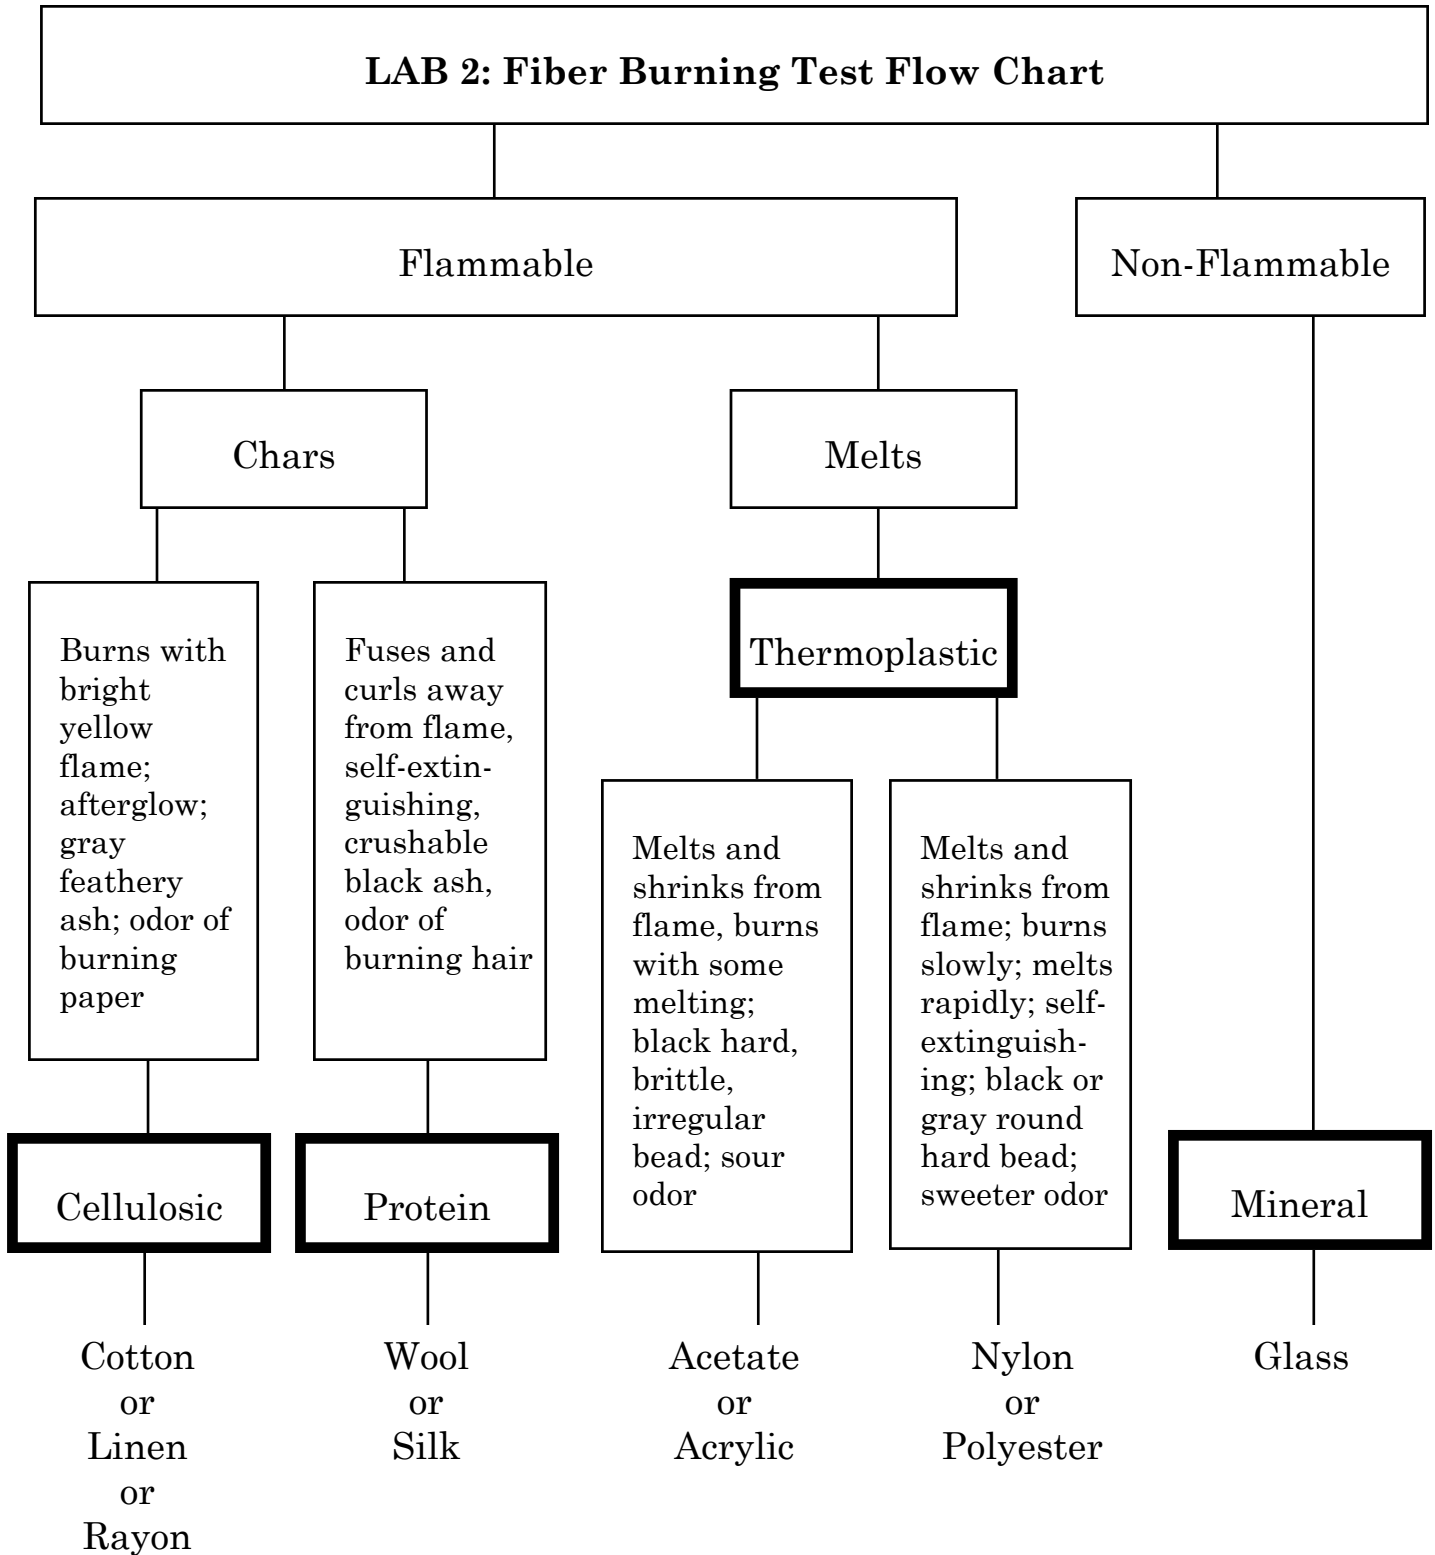 LAB 2: Fiber Burning Test Flow Chart
Flammable
Non-Flammable
Chars
Melts
Burns with
bright
yellow
flame;
afterglow;
gray
feathery
ash; odor of
burning
paper
Fuses and
curls away
from flame,
self-extin-
guishing,
crushable
black ash,
odor of
burning hair
Thermoplastic
Melts and
shrinks from
flame, burns
with some
melting;
black hard,
brittle,
irregular
bead; sour
odor
Melts and
shrinks from
flame; burns
slowly; melts
rapidly; self-
extinguish-
ing; black or
gray round
hard bead;
sweeter odor
Cellulosic
Protein
Mineral
Cotton
or
Linen
or
Rayon
Wool
or
Silk
Acetate
or
Acrylic
Nylon
or
Polyester
Glass